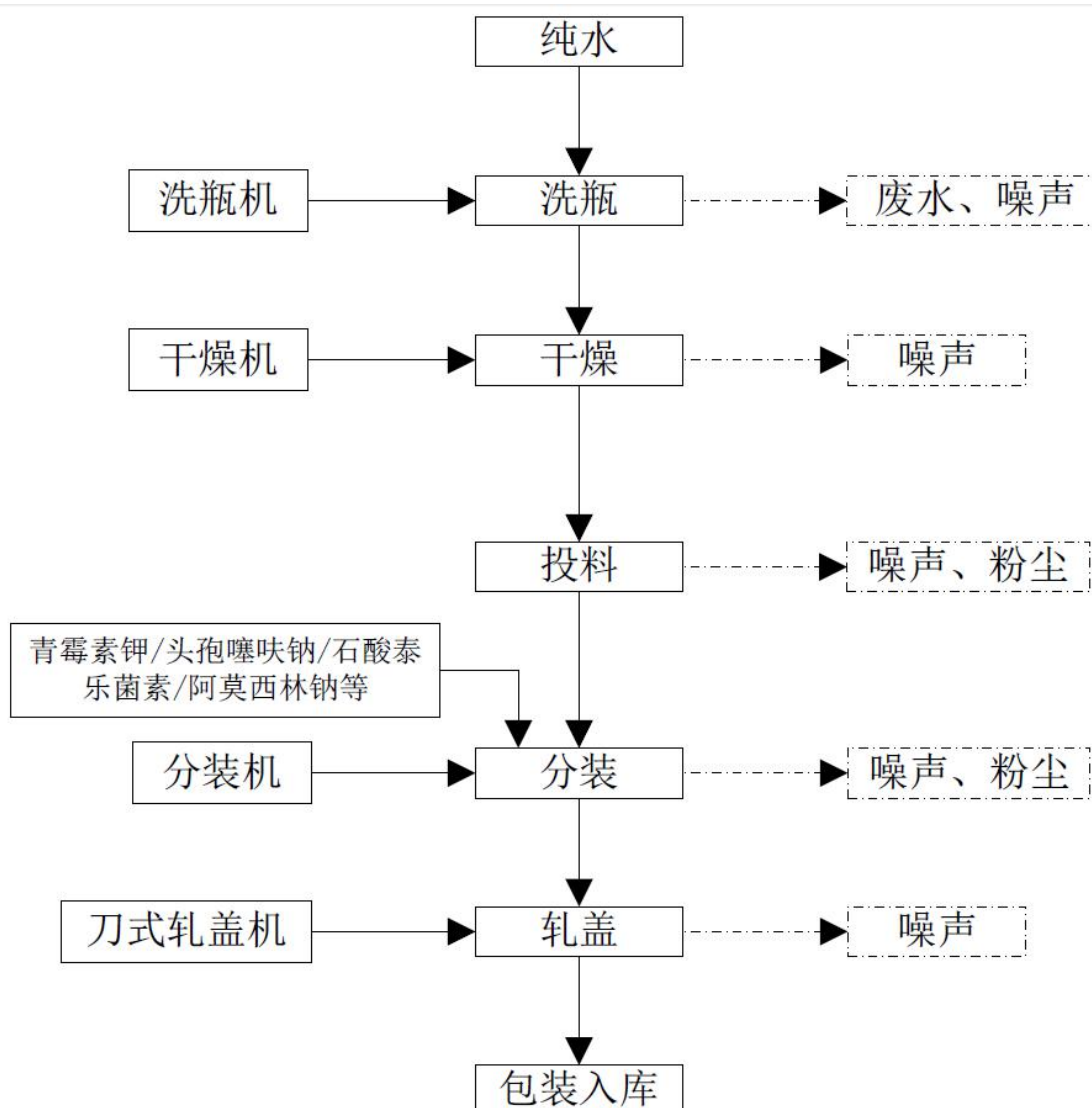 纯水
洗瓶机
洗瓶
废水、噪声
干燥机
干燥
噪声
投料
噪声、粉尘
青霉素钾/头孢噻呋钠/石酸泰
乐菌素/阿莫西林钠等
分装机
分装
噪声、粉尘
刀式轧盖机
轧盖
噪声
包装入库